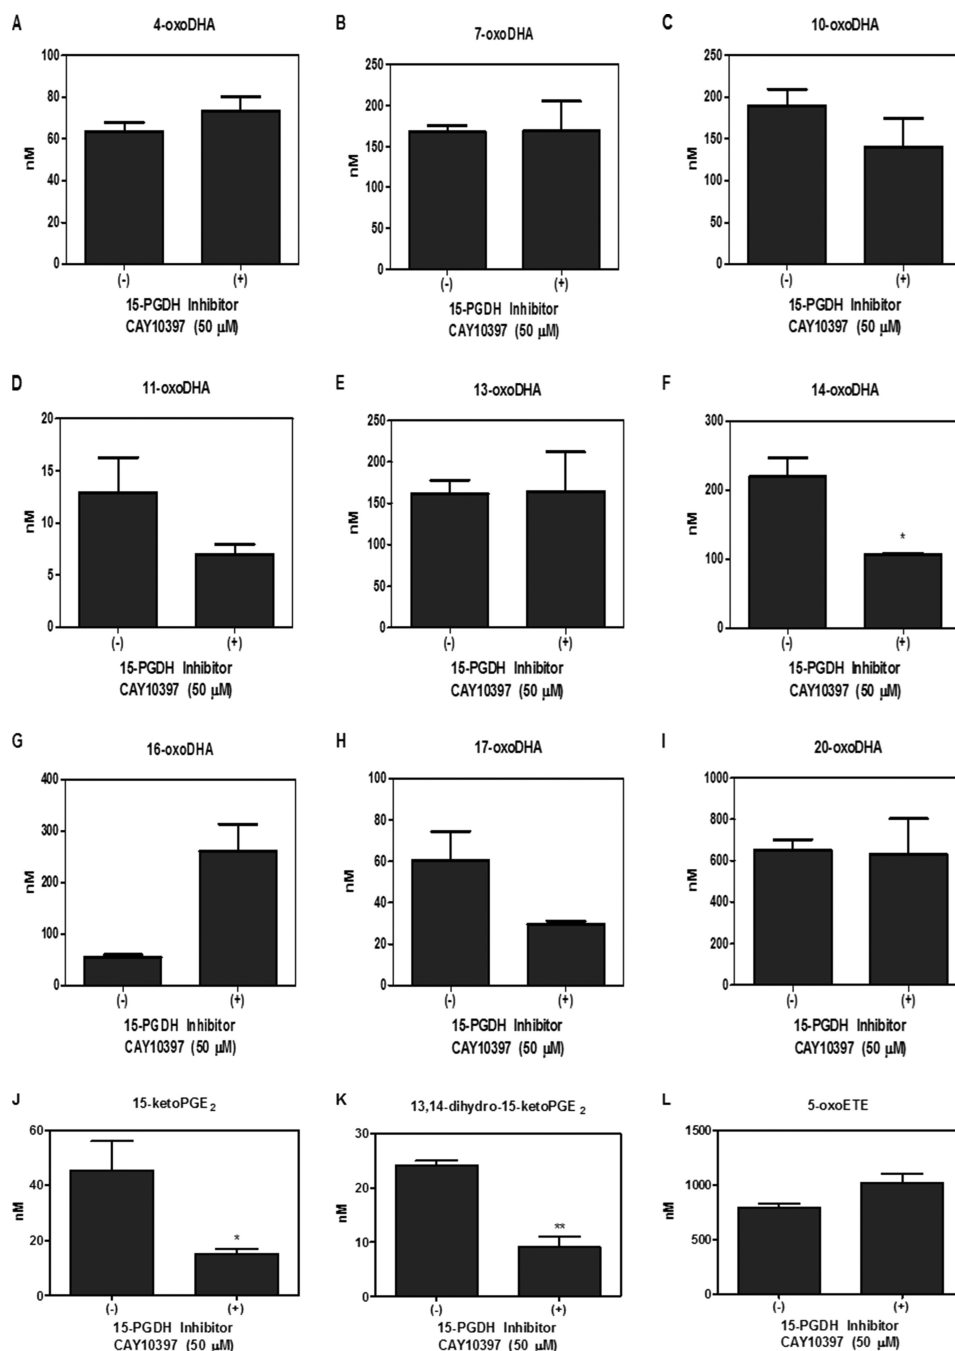 A
4-oxoDHA
nM
100
80
60
40
20
0
(-)
(+)
15-PGDH Inhibitor
CAY10397 (50 µM)
B
7-oxoDHA
nM
250
200
150
100
50
0
(-)
(+)
15-PGDH Inhibitor
CAY10397 (50 µM)
C
10-oxoDHA
nM
250
200
150
100
50
0
(-)
(+)
15-PGDH Inhibitor
CAY10397 (50 µM)
D
11-oxoDHA
nM
20
15
10
5
0
(-)
(+)
15-PGDH Inhibitor
CAY10397 (50 µM)
E
13-oxoDHA
nM
250
200
150
100
50
0
(-)
(+)
15-PGDH Inhibitor
CAY10397 (50 µM)
F
14-oxoDHA
nM
300
200
100
0
*
(-)
(+)
15-PGDH Inhibitor
CAY10397 (50 µM)
G
16-oxoDHA
nM
400
300
200
100
0
(-)
(+)
15-PGDH Inhibitor
CAY10397 (50 µM)
H
17-oxoDHA
nM
100
80
60
40
20
0
(-)
(+)
15-PGDH Inhibitor
CAY10397 (50 µM)
I
20-oxoDHA
nM
1000
800
600
400
200
0
(-)
(+)
15-PGDH Inhibitor
CAY10397 (50 µM)
J
15-ketoPGE2
nM
60
40
20
0
*
(-)
(+)
15-PGDH Inhibitor
CAY10397 (50 µM)
K
13,14-dihydro-15-ketoPGE2
nM
30
20
10
0
**
(-)
(+)
15-PGDH Inhibitor
CAY10397 (50 µM)
L
5-oxoETE
nM
1500
1000
500
0
(-)
(+)
15-PGDH Inhibitor
CAY10397 (50 µM)